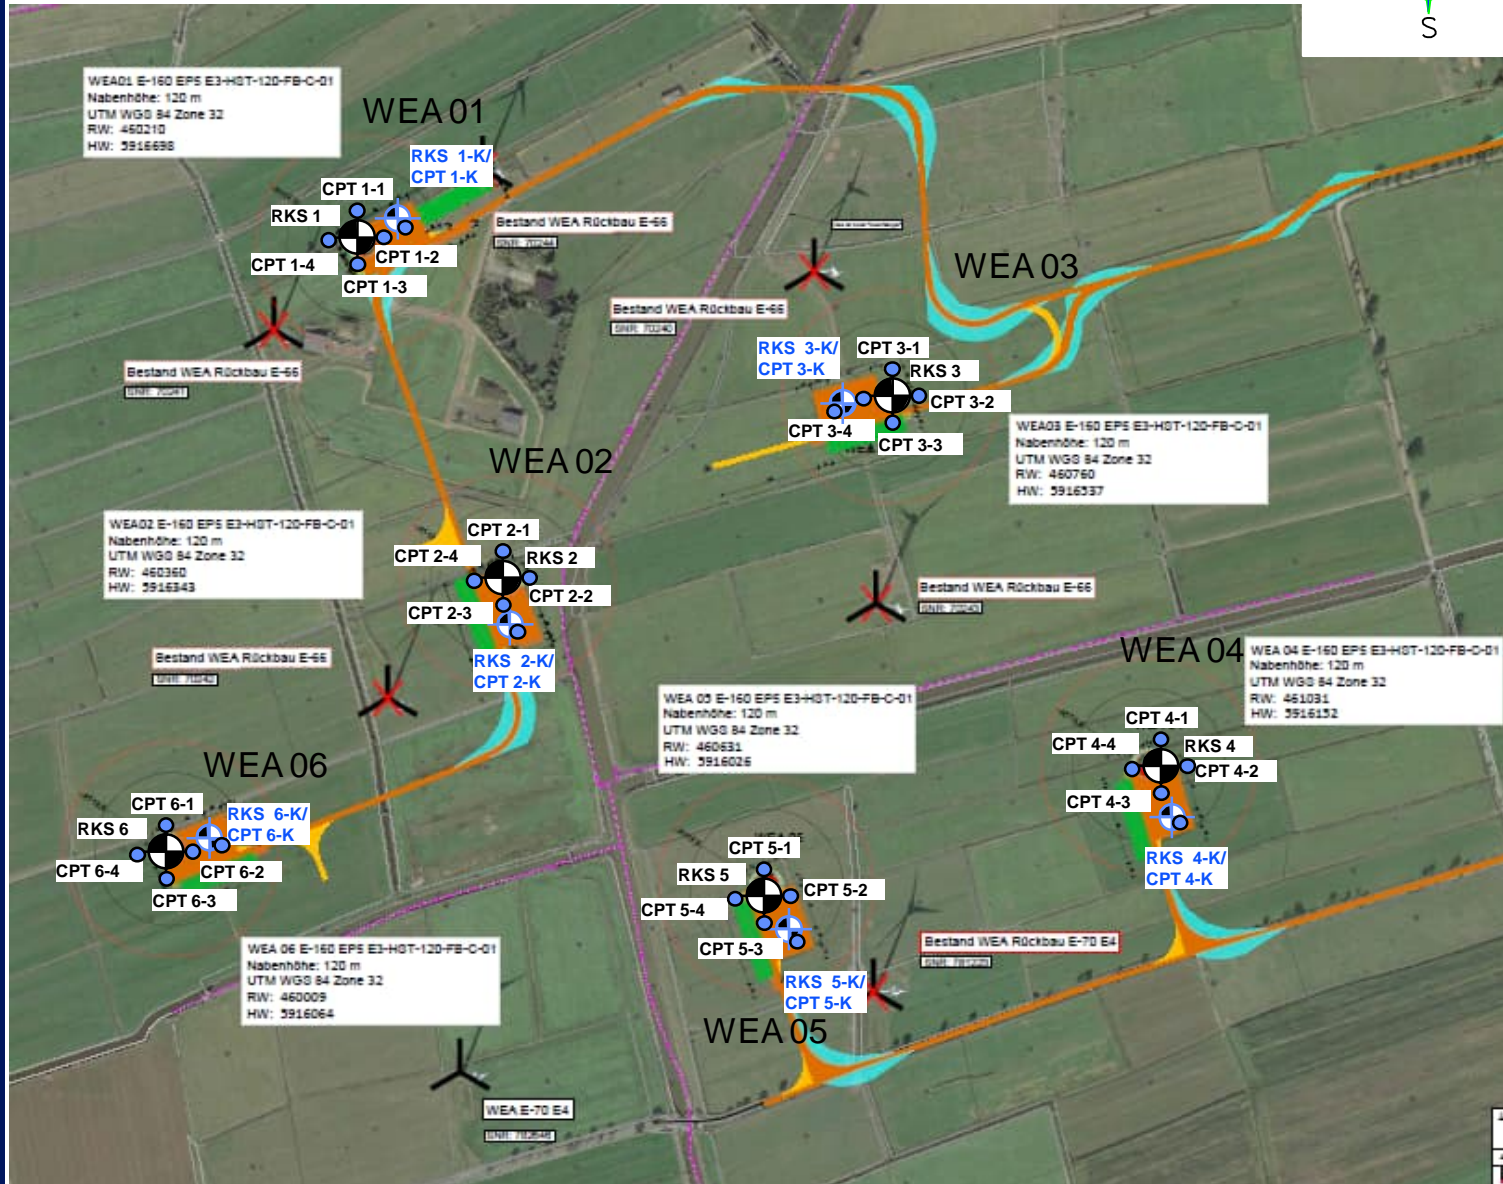 S
WEA01 E-160 EP5 E3-HST-120-FB-C-01
Nabenhöhe: 120 m
UTM WGS 84 Zone 32
RW: 460210
HW: 5916698
WEA 01
RKS 1-K/
CPT 1-K
CPT 1-1
RKS 1
CPT 1-2
CPT 1-4
CPT 1-3
Bestand WEA Rückbau E-66
SNR: 70244
WEA 03
Bestand WEA Rückbau E-66
SNR: 70240
RKS 3-K/
CPT 3-K
CPT 3-1
RKS 3
CPT 3-2
CPT 3-4
CPT 3-3
Bestand WEA Rückbau E-66
SNR: 70241
WEA03 E-160 EP5 E3-HST-120-FB-C-01
Nabenhöhe: 120 m
UTM WGS 84 Zone 32
RW: 460760
HW: 5916537
WEA 02
WEA02 E-160 EP5 E3-HST-120-FB-C-01
Nabenhöhe: 120 m
UTM WGS 84 Zone 32
RW: 460360
HW: 5916343
CPT 2-1
CPT 2-4
RKS 2
CPT 2-2
CPT 2-3
RKS 2-K/
CPT 2-K
Bestand WEA Rückbau E-66
SNR: 70243
Bestand WEA Rückbau E-66
SNR: 70242
WEA 04
WEA 04 E-160 EP5 E3-HST-120-FB-C-01
Nabenhöhe: 120 m
UTM WGS 84 Zone 32
RW: 461031
HW: 5916152
WEA 05 E-160 EP5 E3-HST-120-FB-C-01
Nabenhöhe: 120 m
UTM WGS 84 Zone 32
RW: 460631
HW: 5916026
CPT 4-1
CPT 4-4
RKS 4
CPT 4-2
CPT 4-3
RKS 4-K/
CPT 4-K
WEA 06
CPT 6-1
RKS 6-K/
CPT 6-K
RKS 6
CPT 6-4
CPT 6-2
CPT 6-3
CPT 5-1
RKS 5
CPT 5-2
CPT 5-4
CPT 5-3
RKS 5-K/
CPT 5-K
WEA 05
Bestand WEA Rückbau E-70 E4
WEA 06 E-160 EP5 E3-HST-120-FB-C-01
Nabenhöhe: 120 m
UTM WGS 84 Zone 32
RW: 460009
HW: 5916064
WEA E-70 E4